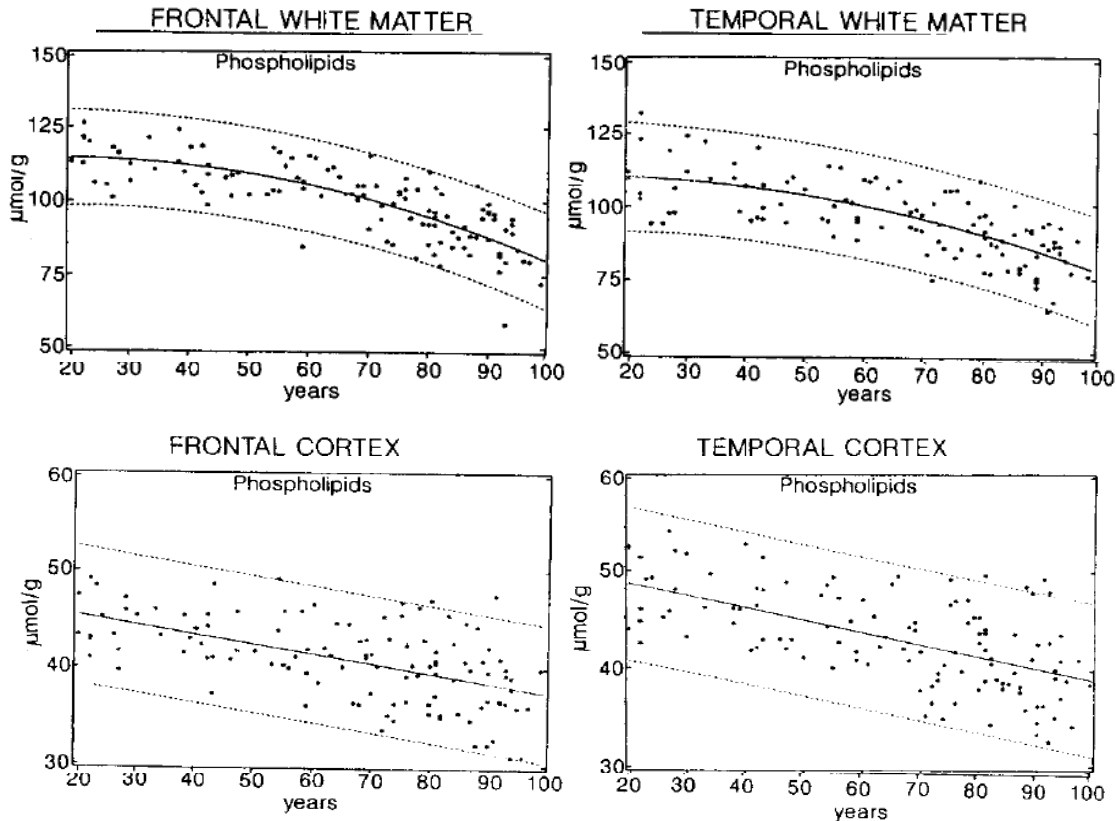 FRONTAL WHITE MATTER
Phospholipids
150
125
100
75
50
µmol/g
20 30 40 50 60 70 80 90 100
years
TEMPORAL WHITE MATTER
Phospholipids
150
125
100
75
50
µmol/g
20 30 40 50 60 70 80 90 100
years
FRONTAL CORTEX
Phospholipids
60
50
40
30
µmol/g
20 30 40 50 60 70 80 90 100
years
TEMPORAL CORTEX
Phospholipids
60
50
40
30
µmol/g
20 30 40 50 60 70 80 90 100
years